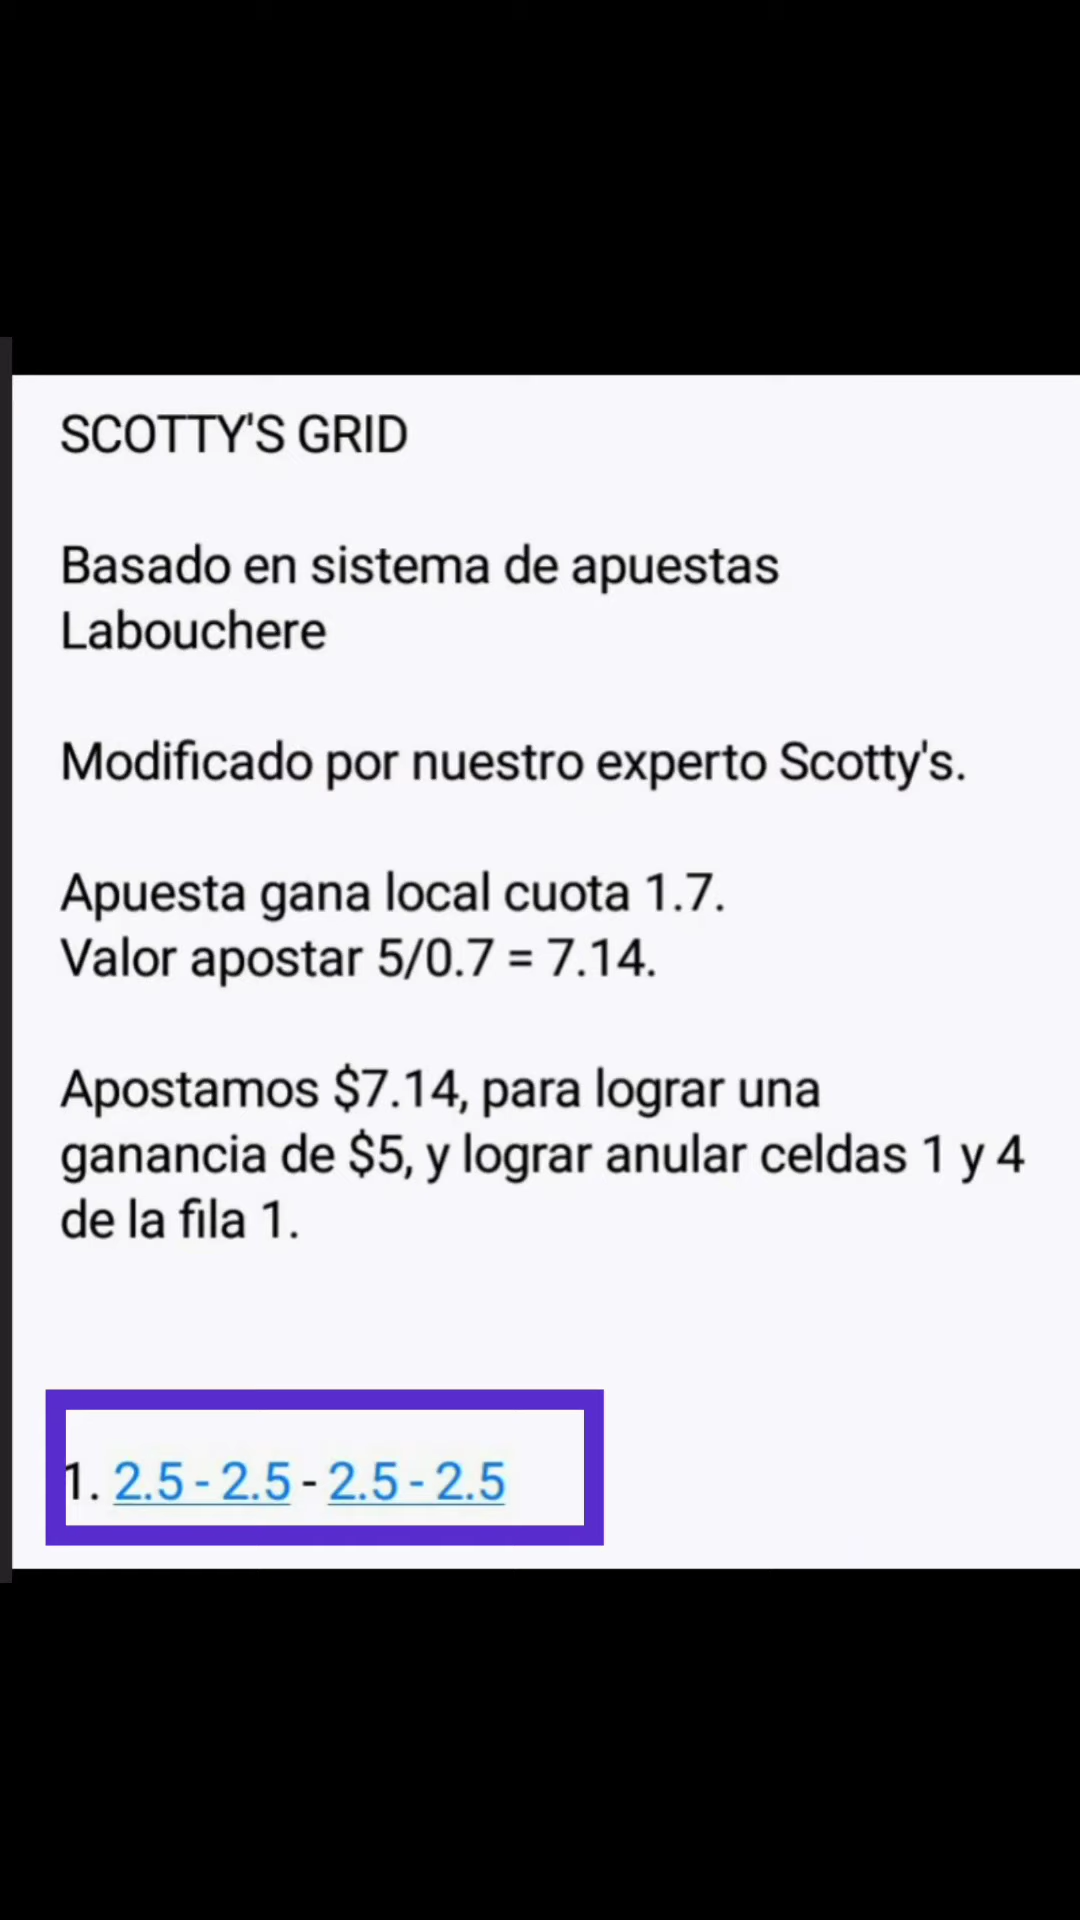 SCOTTY'S GRID
Basado en sistema de apuestas
Labouchere
Modificado por nuestro experto Scotty's.
Apuesta gana local cuota 1.7.
Valor apostar 5/0.7 = 7.14.
Apostamos $7.14, para lograr una
ganancia de $5, y lograr anular celdas 1 y 4
de la fila 1.
1. 2.5 - 2.5 - 2.5 - 2.5